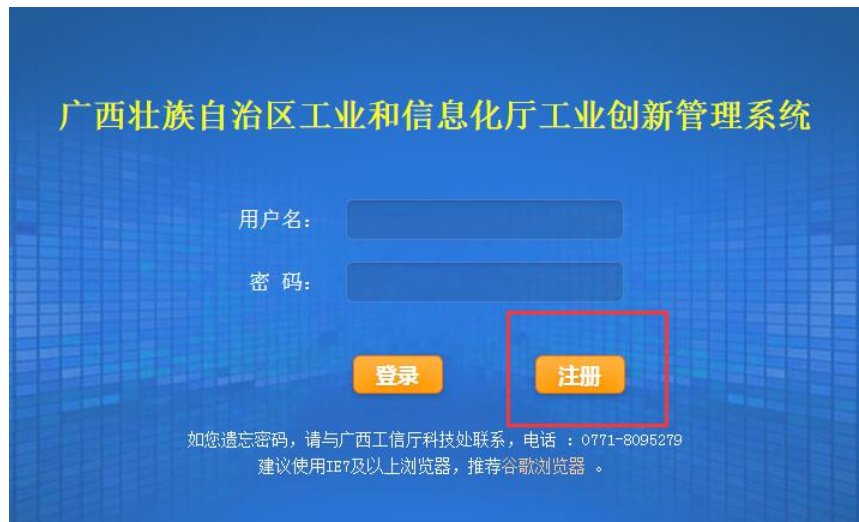 广西壮族自治区工业和信息化厅工业创新管理系统
用户名：
密 码：
登录 注册
如您遗忘密码，请与广西工信厅科技处联系，电话 ：0771-8095279
建议使用IE7及以上浏览器，推荐谷歌浏览器 。